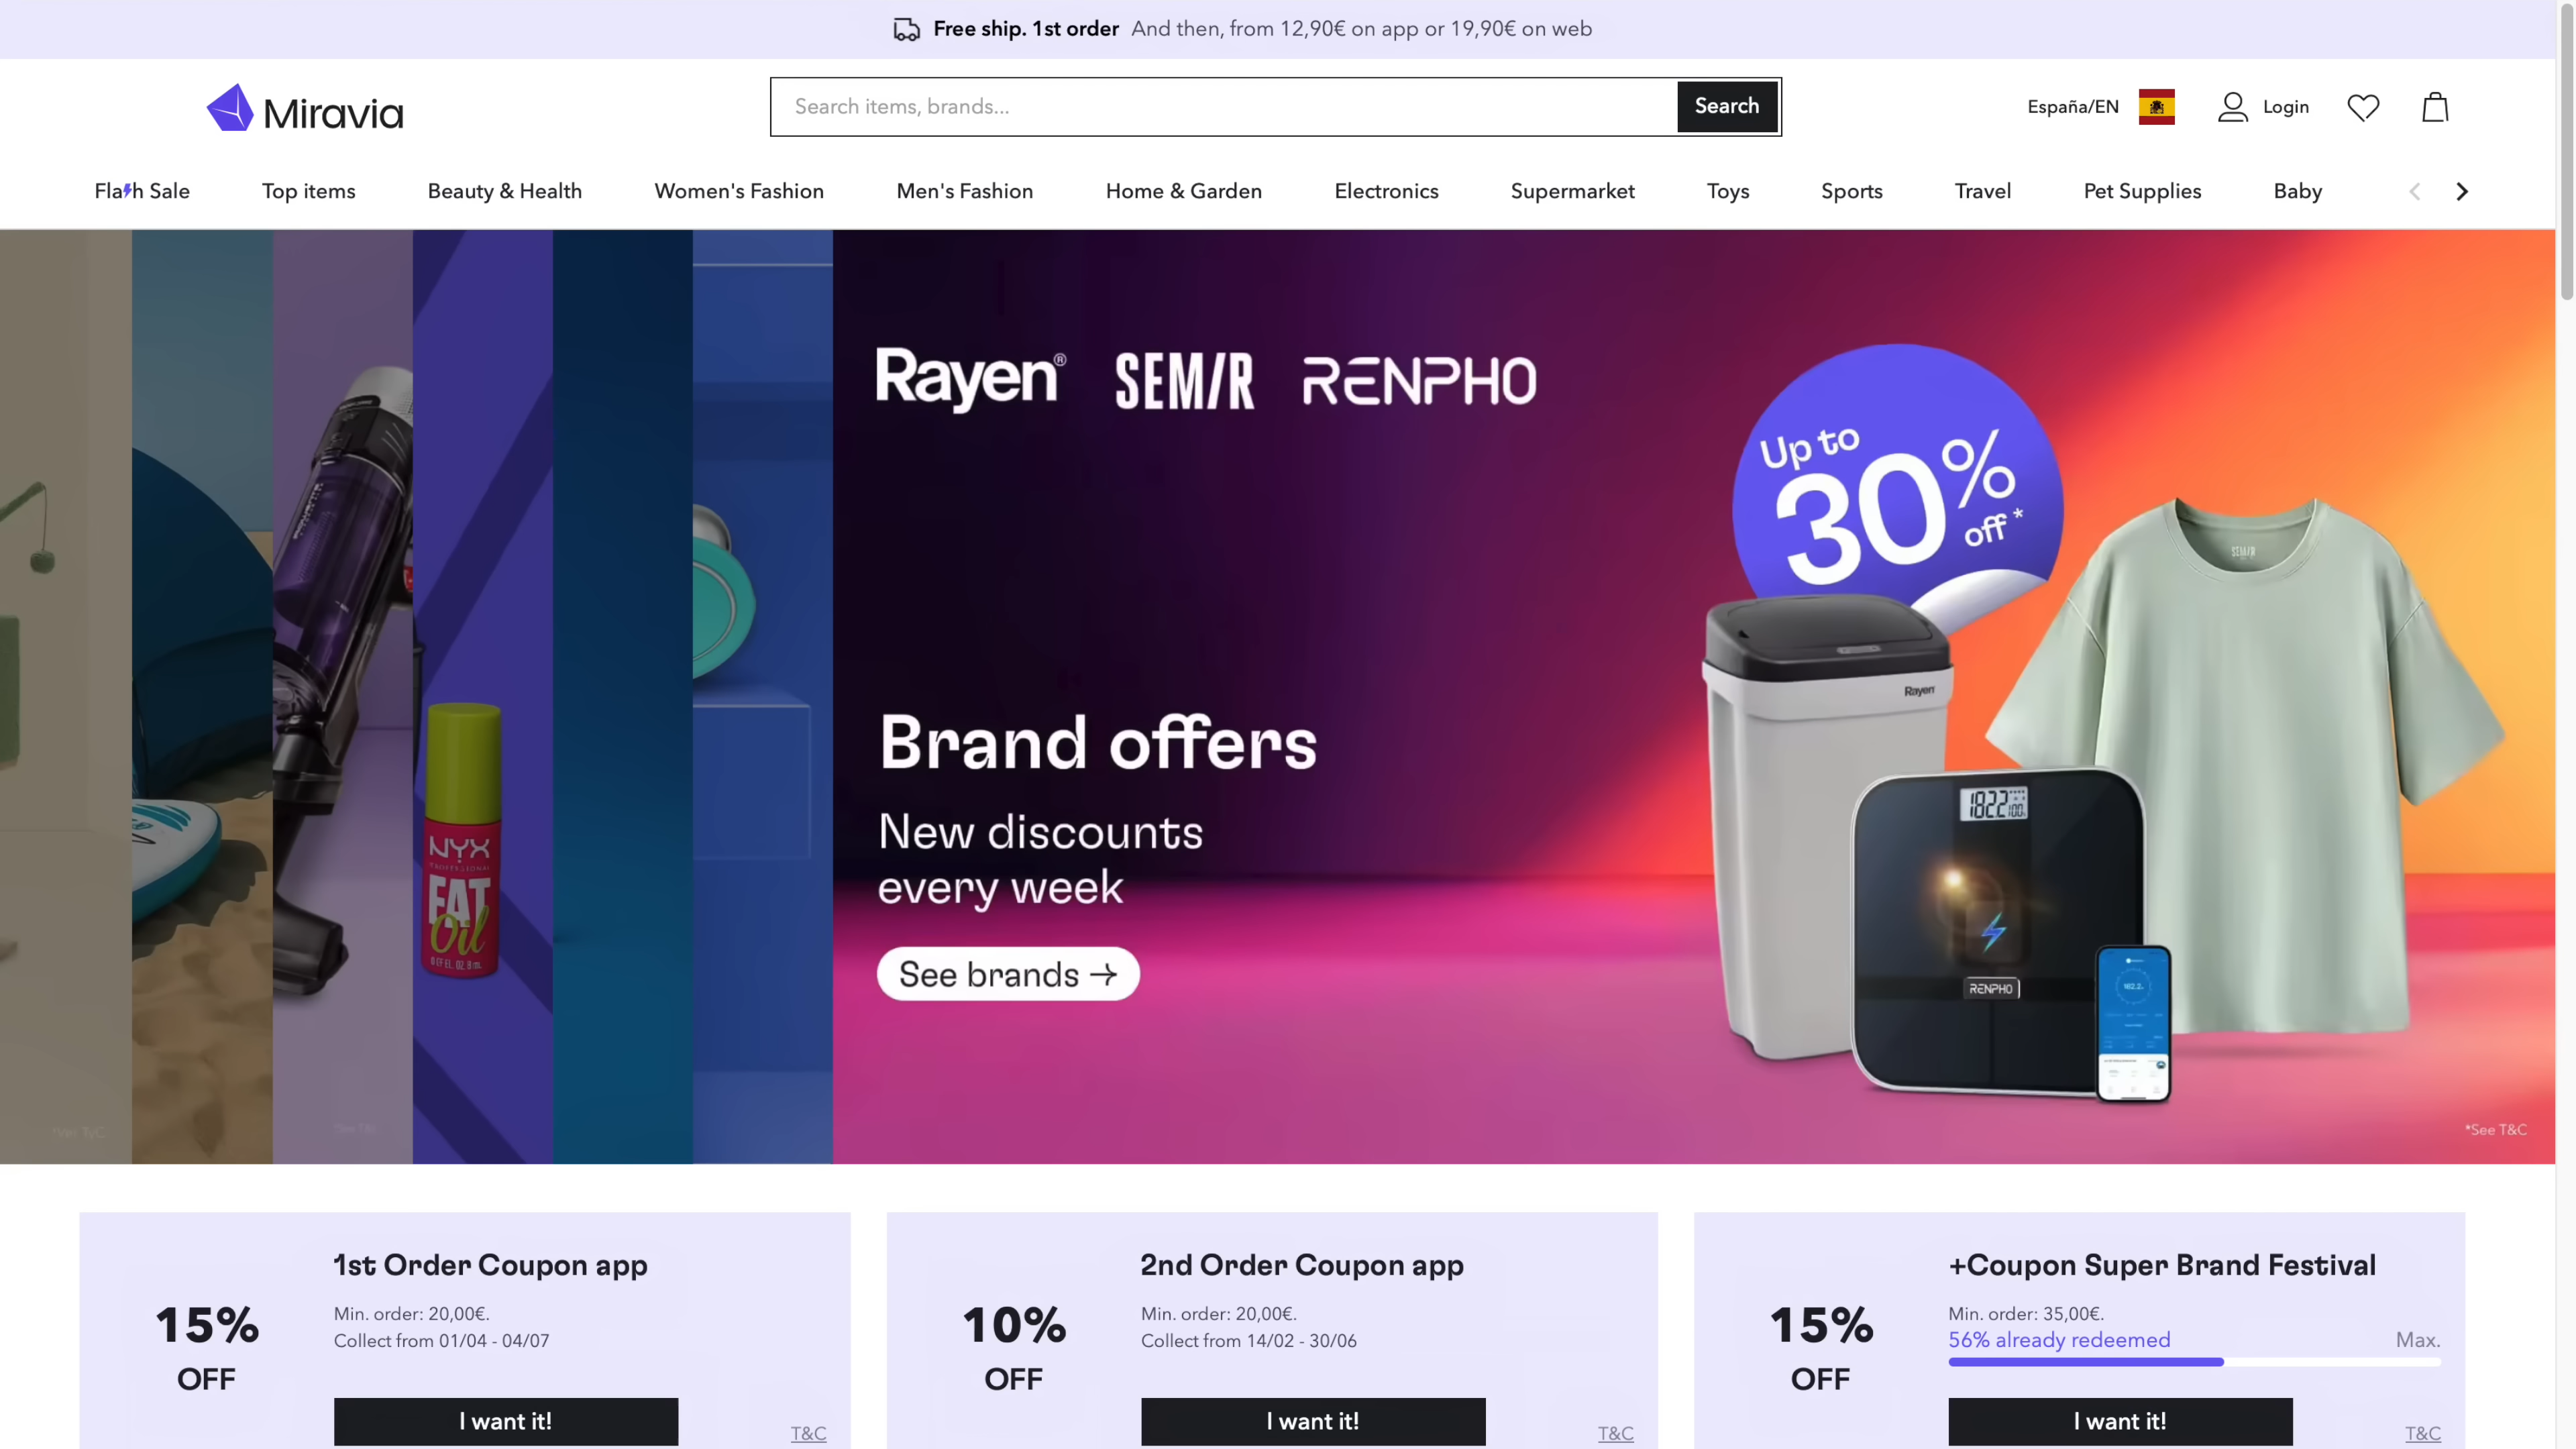 Free ship. 1st order And then, from 12,90€ on app or 19,90€ on web
Miravia
Search items, brands...
Search
España/EN
Login
Flash Sale
Top items
Beauty & Health
Women's Fashion
Men's Fashion
Home & Garden
Electronics
Supermarket
Toys
Sports
Travel
Pet Supplies
Baby
Rayen®
SEMIR
RENPHO
Up to
30%
off*
SEMIR
Rayen
Brand offers
New discounts
every week
See brands →
NYX
PROFESSIONAL
FAT
Oil
RENPHO
*Ver TyC
*See T&C
1st Order Coupon app
Min. order: 20,00€.
Collect from 01/04 - 04/07
15%
OFF
I want it!
T&C
2nd Order Coupon app
Min. order: 20,00€.
Collect from 14/02 - 30/06
10%
OFF
I want it!
T&C
+Coupon Super Brand Festival
Min. order: 35,00€.
56% already redeemed
Max.
15%
OFF
I want it!
T&C